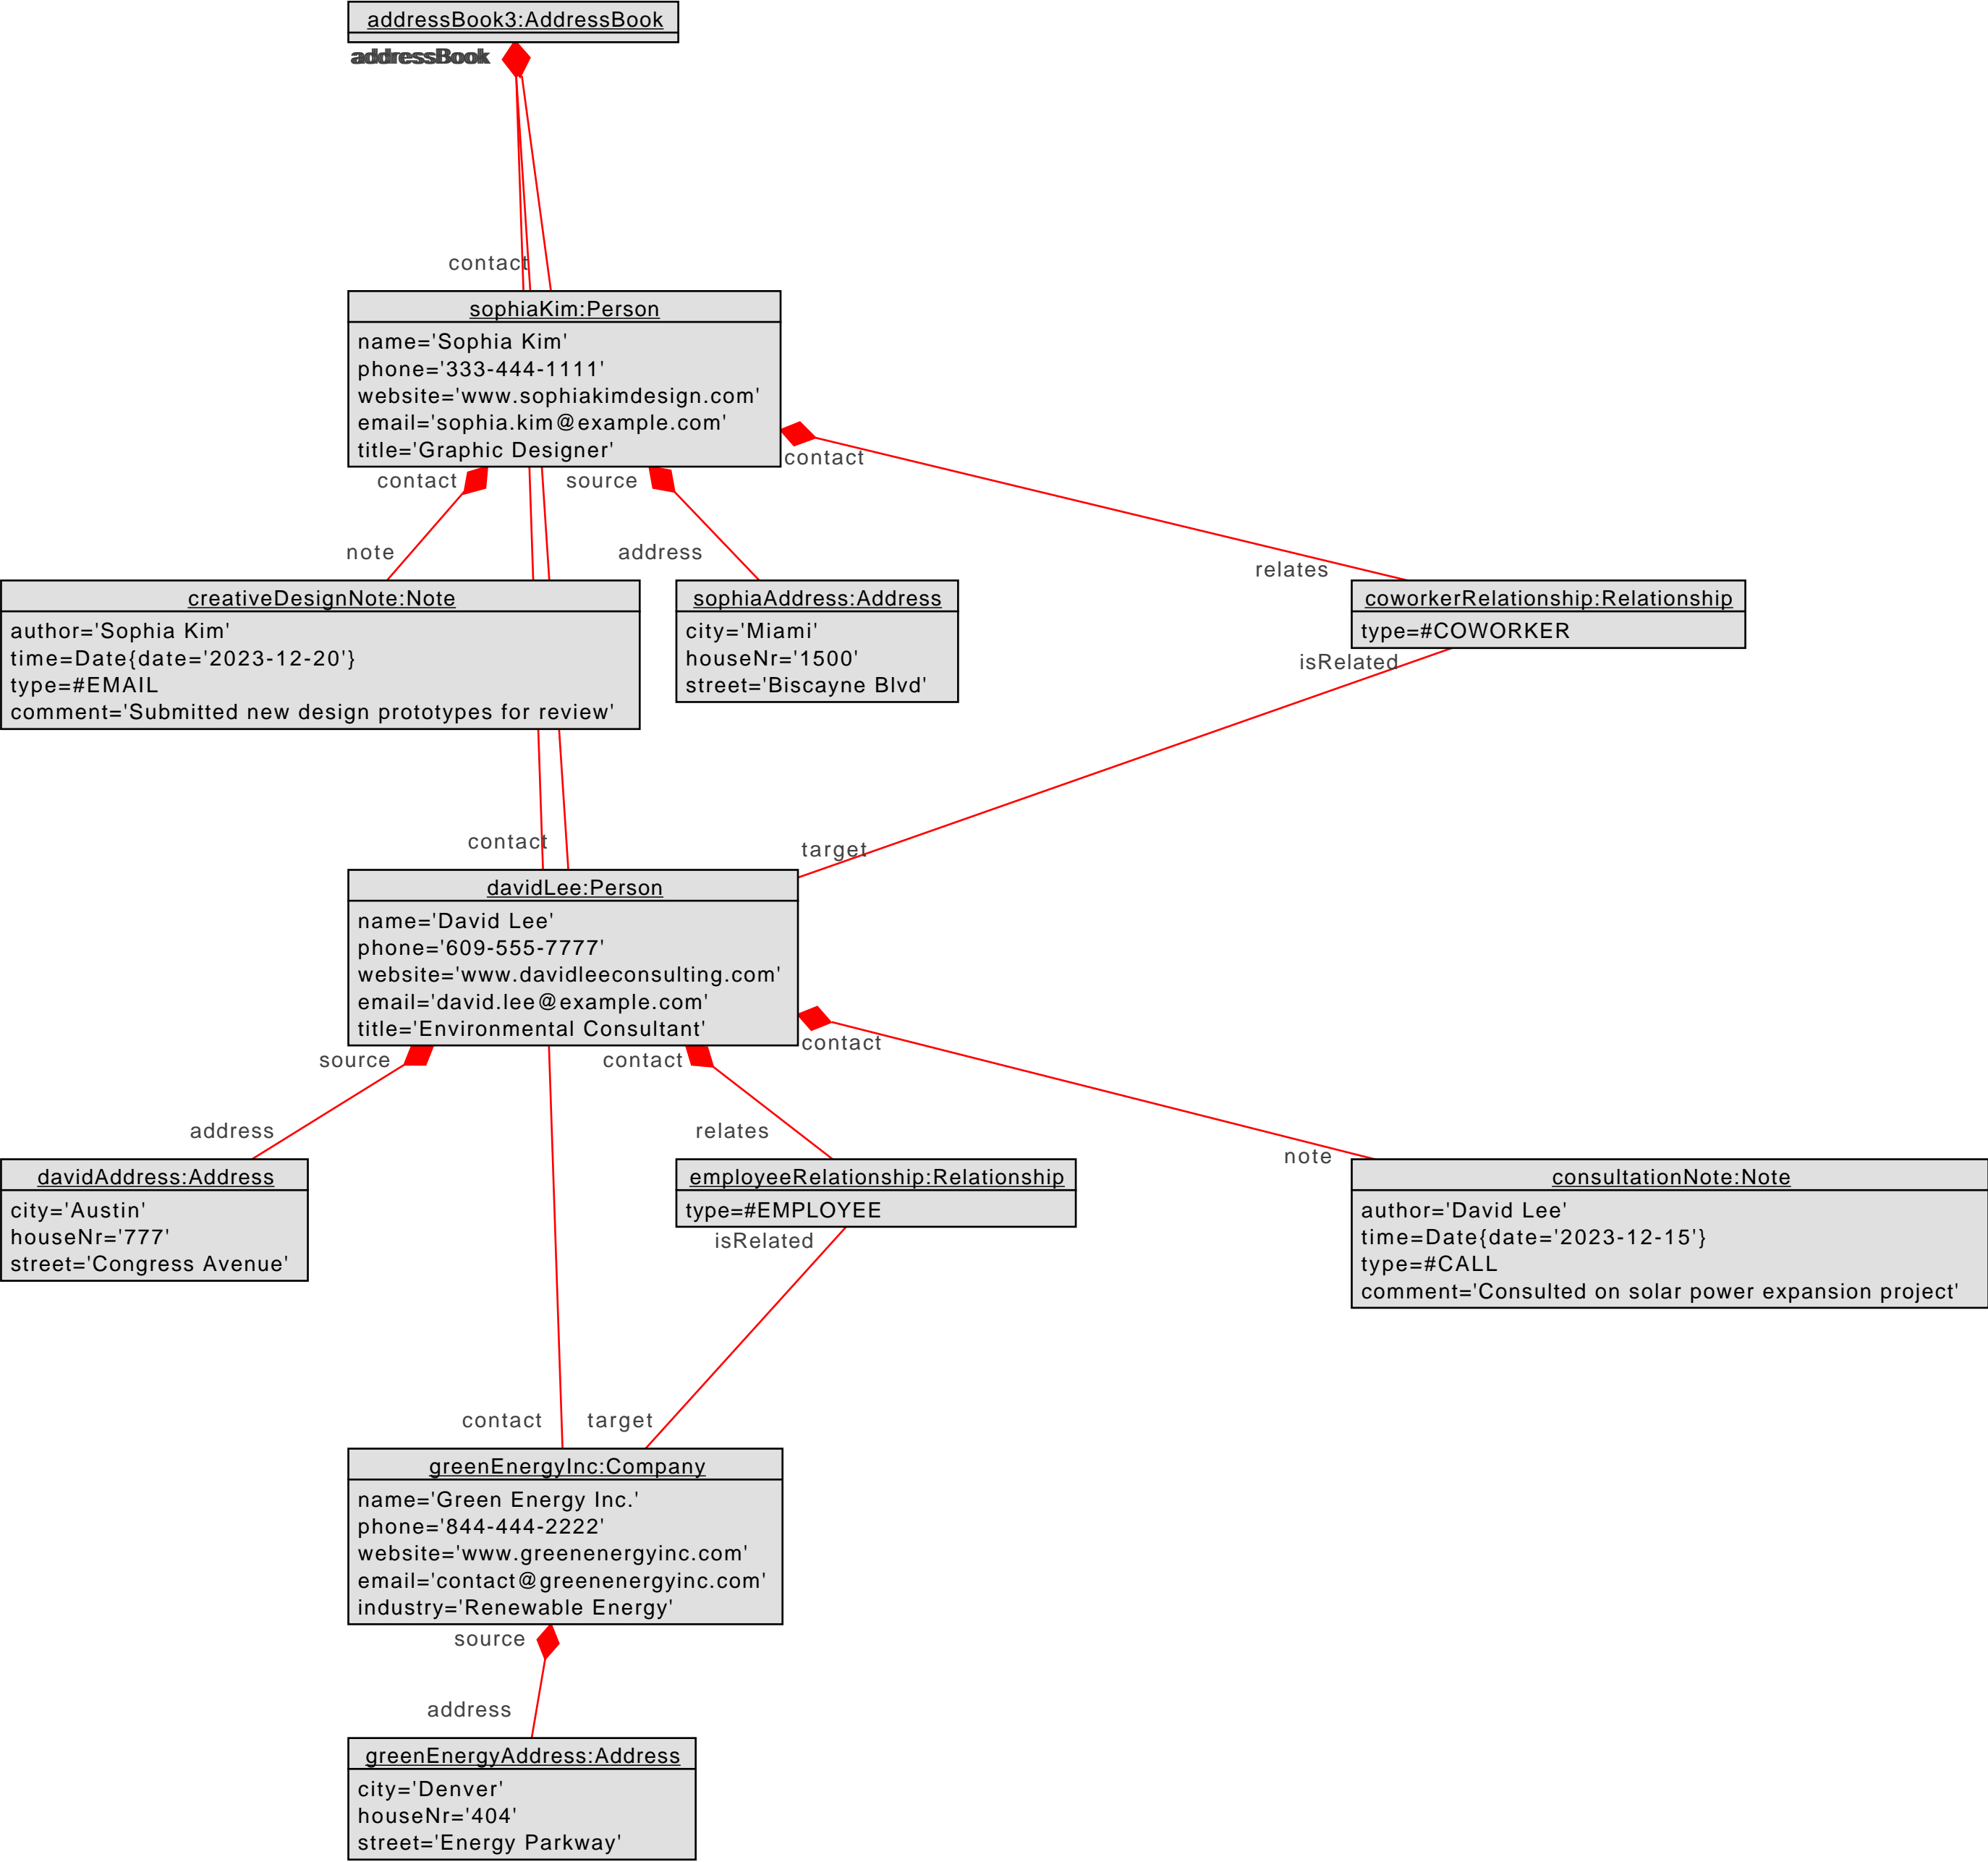 addressBook3:AddressBook
addressBook
contact
sophiaKim:Person
name='Sophia Kim'
phone='333-444-1111'
website='www.sophiakimdesign.com'
email='sophia.kim@example.com'
title='Graphic Designer'
contact
contact
source
note
address
relates
creativeDesignNote:Note
author='Sophia Kim'
time=Date{date='2023-12-20'}
type=#EMAIL
comment='Submitted new design prototypes for review'
sophiaAddress:Address
city='Miami'
houseNr='1500'
street='Biscayne Blvd'
coworkerRelationship:Relationship
type=#COWORKER
isRelated
contact
target
davidLee:Person
name='David Lee'
phone='609-555-7777'
website='www.davidleeconsulting.com'
email='david.lee@example.com'
title='Environmental Consultant'
contact
source
contact
address
relates
note
davidAddress:Address
city='Austin'
houseNr='777'
street='Congress Avenue'
employeeRelationship:Relationship
type=#EMPLOYEE
isRelated
consultationNote:Note
author='David Lee'
time=Date{date='2023-12-15'}
type=#CALL
comment='Consulted on solar power expansion project'
contact
target
greenEnergyInc:Company
name='Green Energy Inc.'
phone='844-444-2222'
website='www.greenenergyinc.com'
email='contact@greenenergyinc.com'
industry='Renewable Energy'
source
address
greenEnergyAddress:Address
city='Denver'
houseNr='404'
street='Energy Parkway'